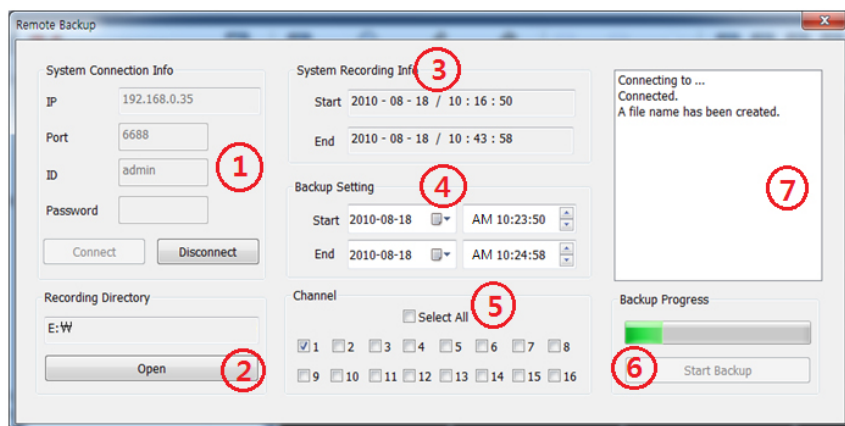 Remote Backup
System Connection Info
IP 192.168.0.35
Port 6688
ID admin
Password
Connect Disconnect
1
Recording Directory
E:₩
Open
2
System Recording Info
3
Start 2010 - 08 - 18 / 10 : 16 : 50
End 2010 - 08 - 18 / 10 : 43 : 58
Backup Setting
4
Start 2010-08-18 AM 10:23:50
End 2010-08-18 AM 10:24:58
Channel
5
Select All
1 2 3 4 5 6 7 8
9 10 11 12 13 14 15 16
Connecting to ...
Connected.
A file name has been created.
7
Backup Progress
6
Start Backup